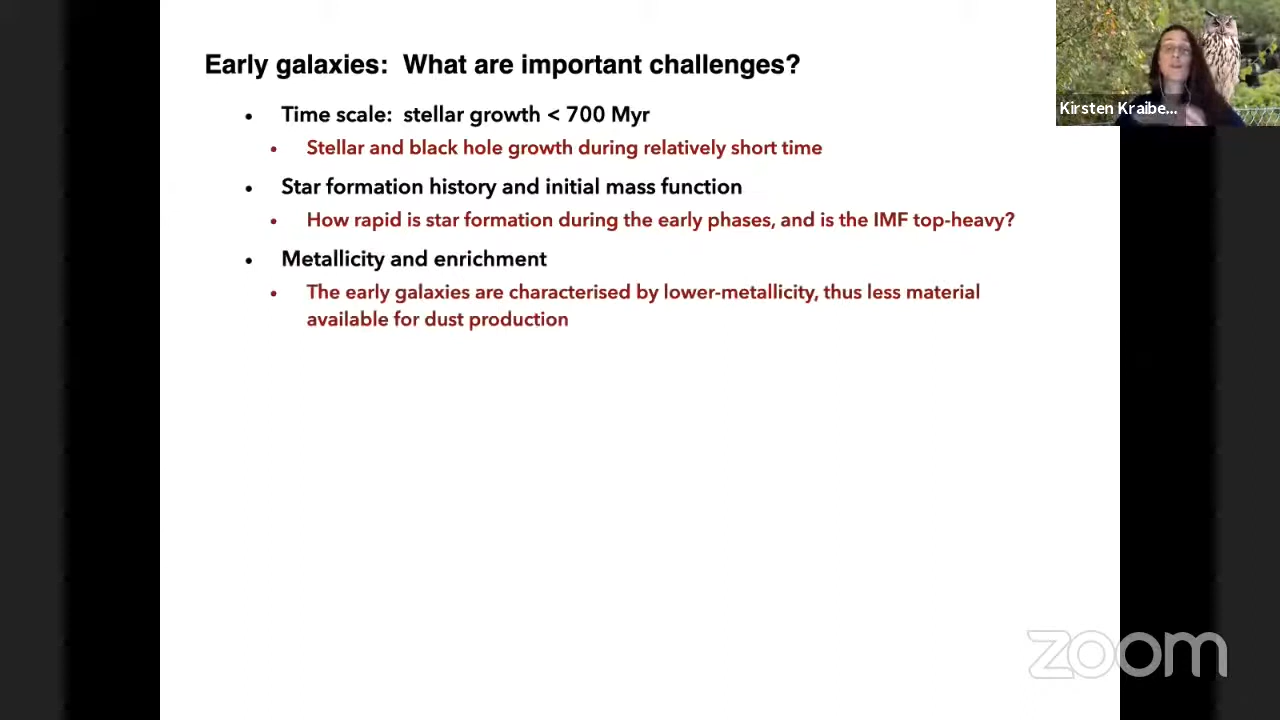 Early galaxies: What are important challenges?
• Time scale: stellar growth < 700 Myr
• Stellar and black hole growth during relatively short time
• Star formation history and initial mass function
• How rapid is star formation during the early phases, and is the IMF top-heavy?
• Metallicity and enrichment
• The early galaxies are characterised by lower-metallicity, thus less material
available for dust production
Kirsten Kraibe...
zoom